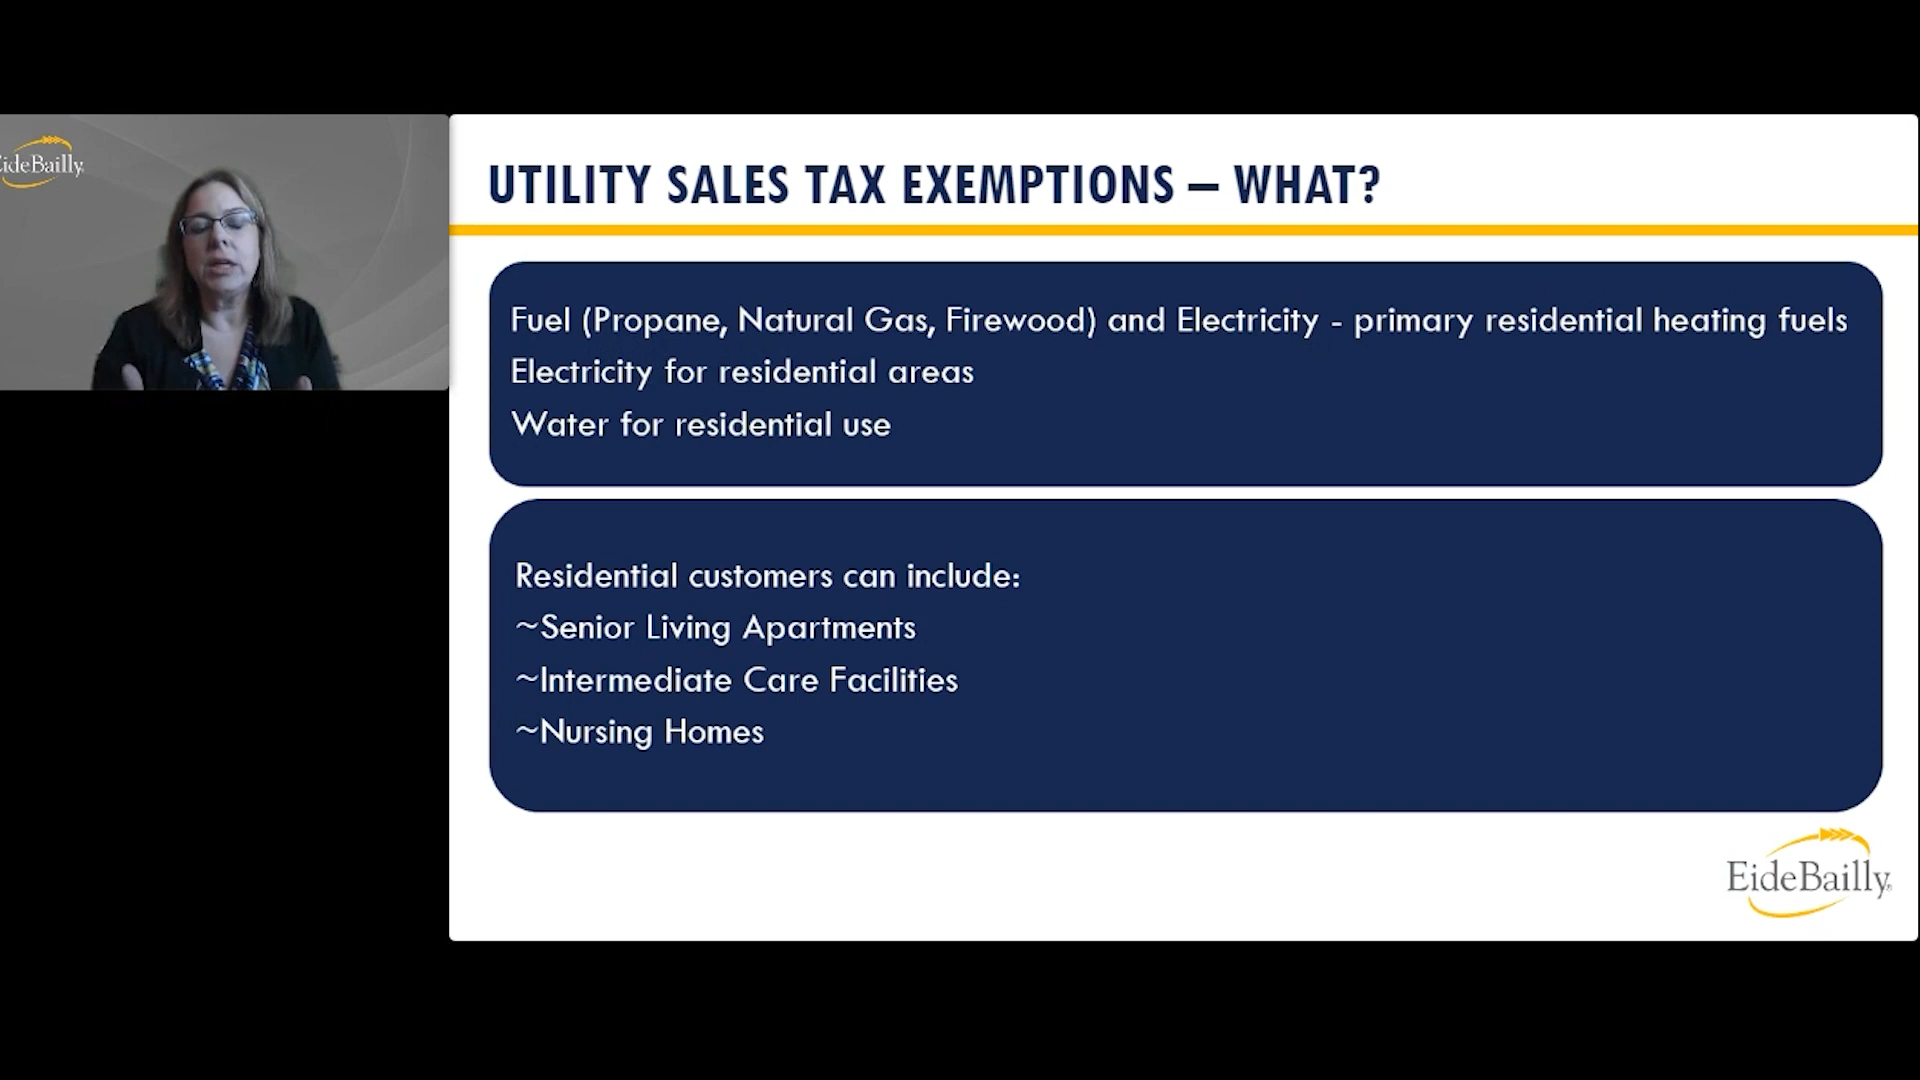 EideBailly
UTILITY SALES TAX EXEMPTIONS – WHAT?
Fuel (Propane, Natural Gas, Firewood) and Electricity - primary residential heating fuels
Electricity for residential areas
Water for residential use
Residential customers can include:
~Senior Living Apartments
~Intermediate Care Facilities
~Nursing Homes
EideBailly